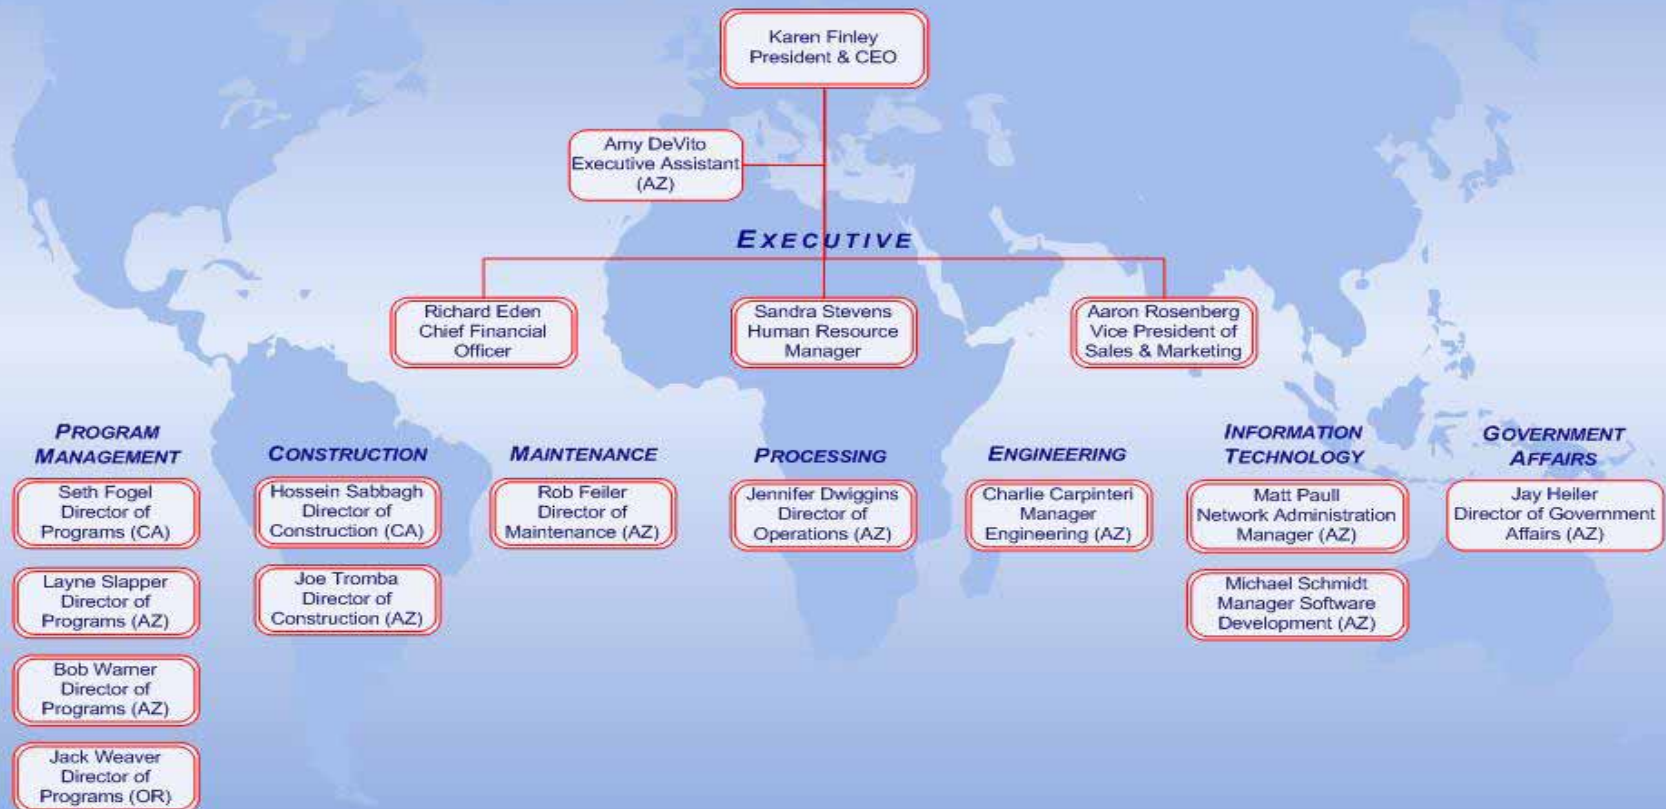 Karen Finley
President & CEO
Amy DeVito
Executive Assistant
(AZ)
EXECUTIVE
Richard Eden
Chief Financial
Officer
Sandra Stevens
Human Resource
Manager
Aaron Rosenberg
Vice President of
Sales & Marketing
PROGRAM
MANAGEMENT
Seth Fogel
Director of
Programs (CA)
Layne Slapper
Director of
Programs (AZ)
Bob Warner
Director of
Programs (AZ)
Jack Weaver
Director of
Programs (OR)
CONSTRUCTION
Hossein Sabbagh
Director of
Construction (CA)
Joe Tromba
Director of
Construction (AZ)
MAINTENANCE
Rob Feiler
Director of
Maintenance (AZ)
PROCESSING
Jennifer Dwiggins
Director of
Operations (AZ)
ENGINEERING
Charlie Carpinteri
Manager
Engineering (AZ)
INFORMATION
TECHNOLOGY
Matt Paull
Network Administration
Manager (AZ)
Michael Schmidt
Manager Software
Development (AZ)
GOVERNMENT
AFFAIRS
Jay Heiler
Director of Government
Affairs (AZ)